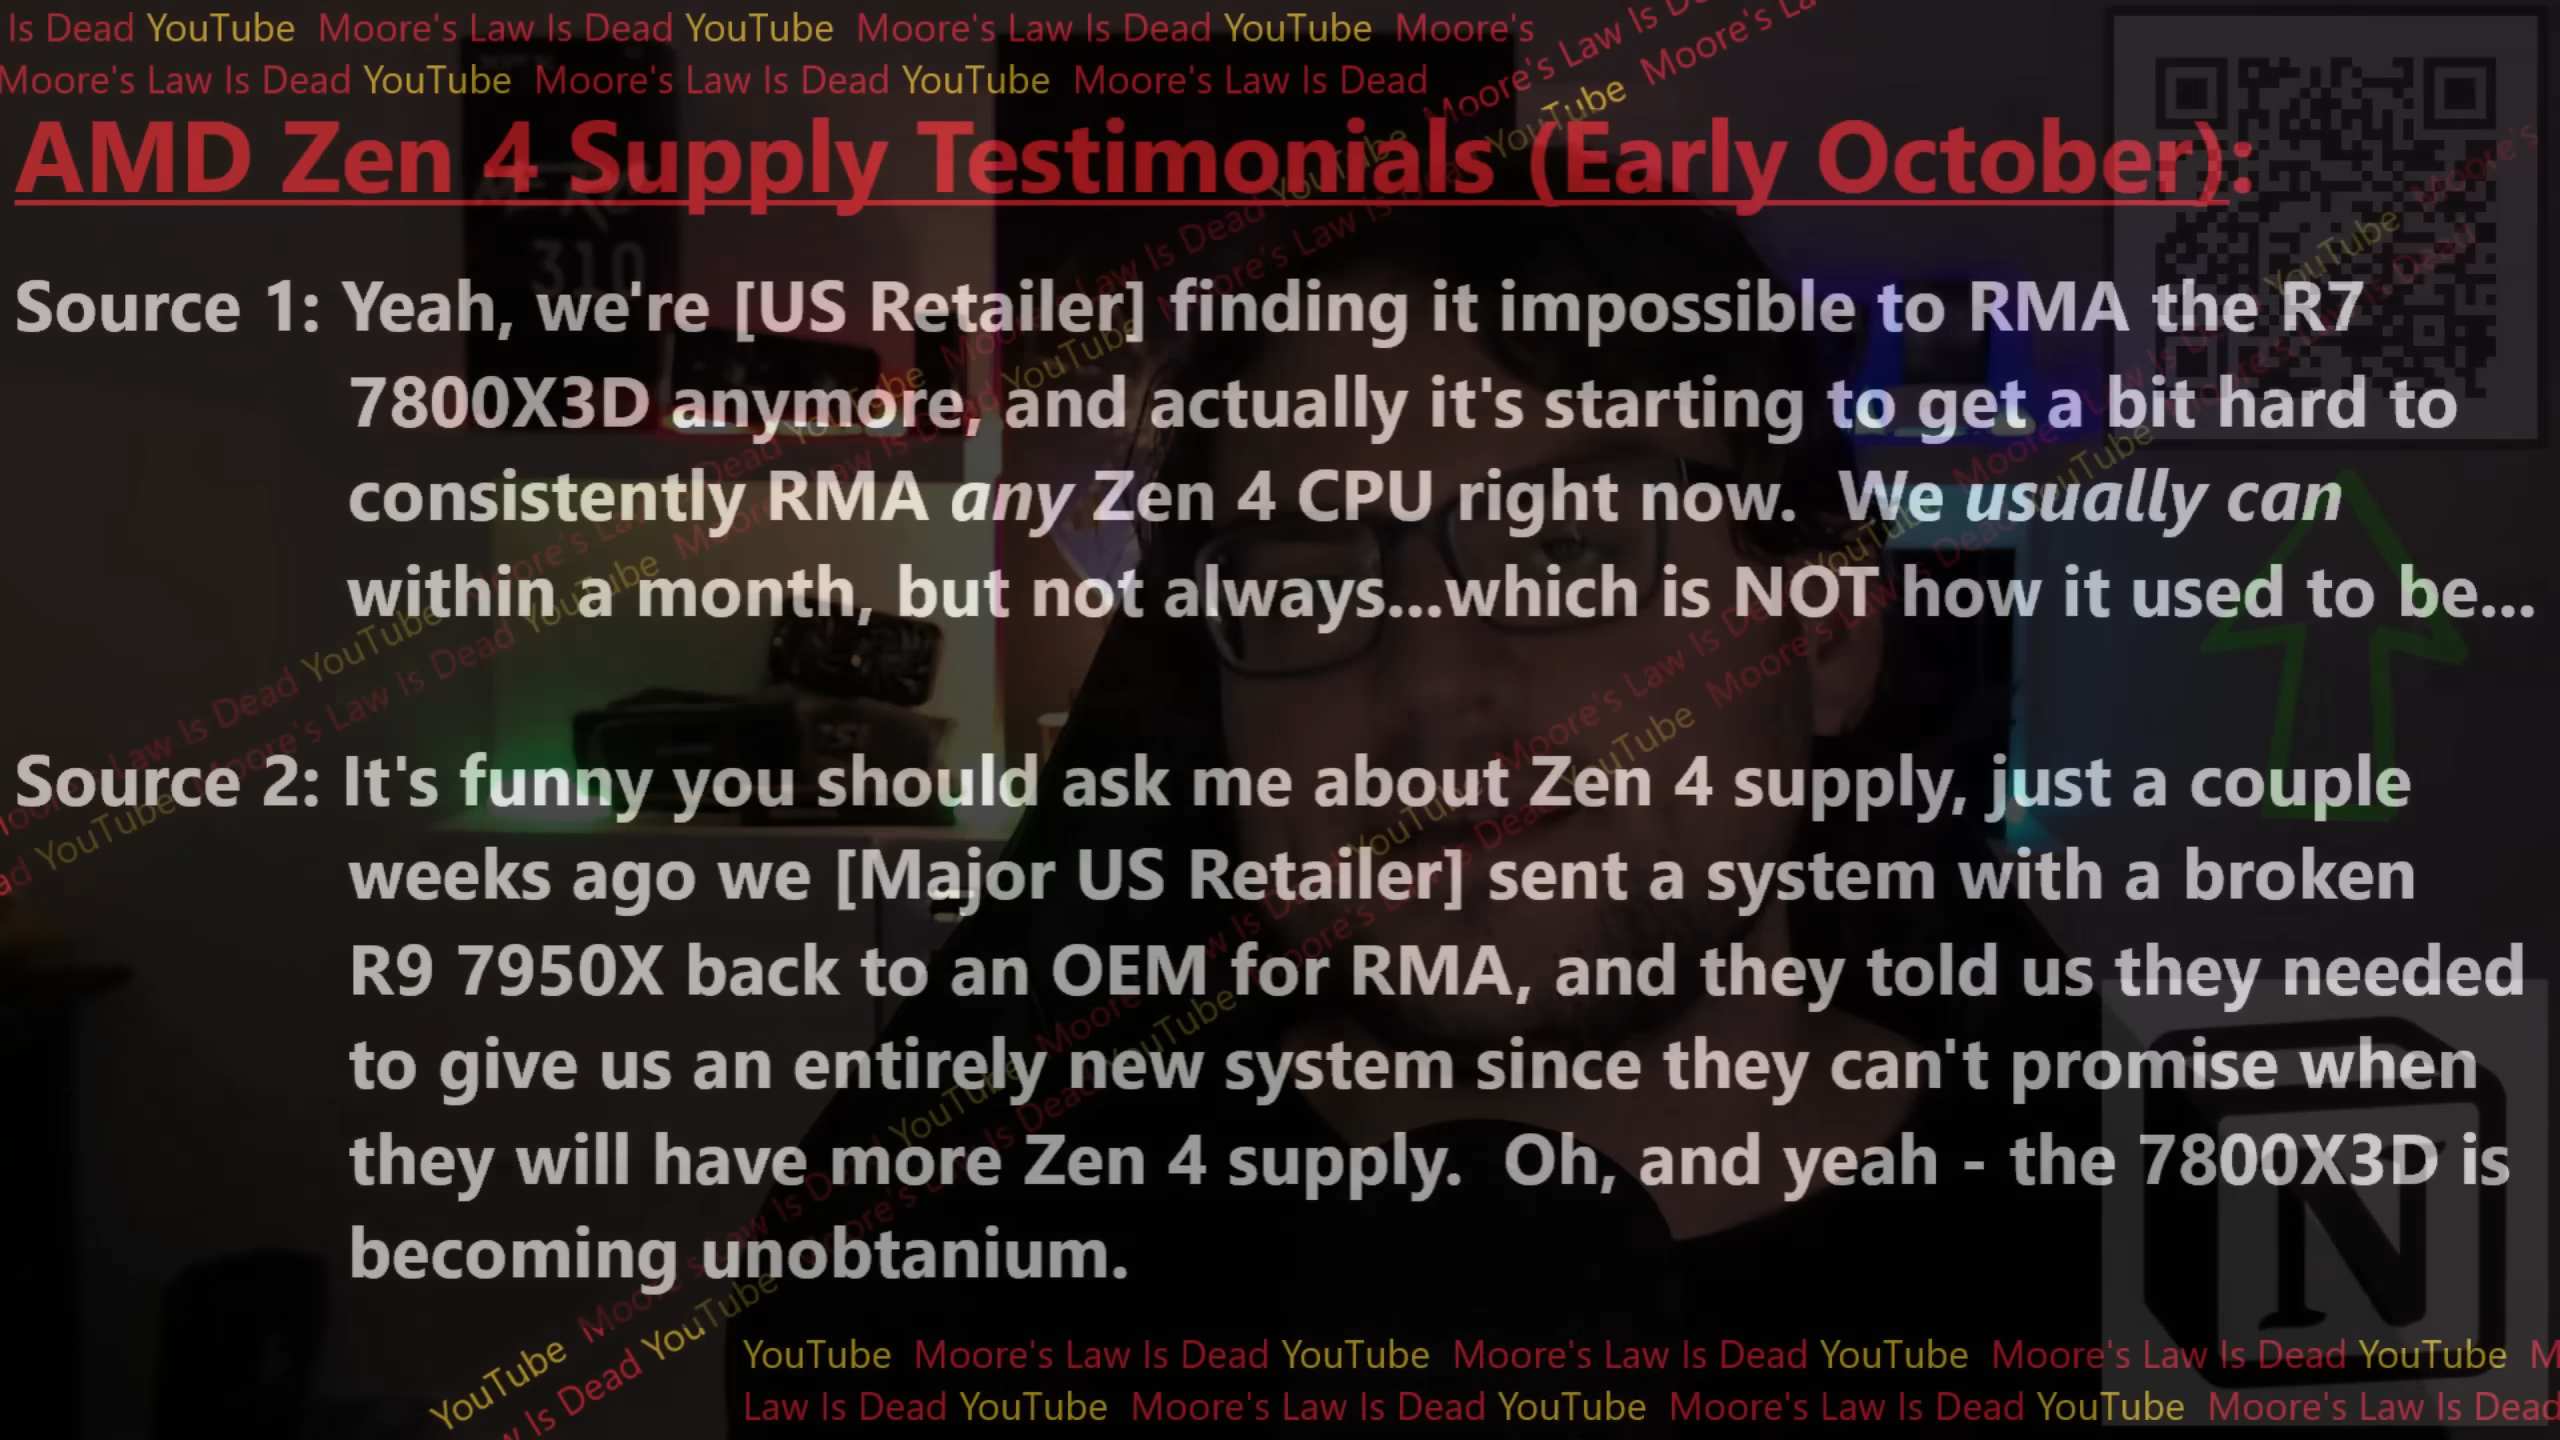 Is Dead YouTube Moore's Law Is Dead YouTube Moore's Law Is Dead YouTube Moore's
Moore's Law Is Dead YouTube Moore's Law Is Dead YouTube Moore's Law Is Dead
AMD Zen 4 Supply Testimonials (Early October):
310
Source 1: Yeah, we're [US Retailer] finding it impossible to RMA the R7
7800X3D anymore, and actually it's starting to get a bit hard to
consistently RMA any Zen 4 CPU right now. We usually can
within a month, but not always...which is NOT how it used to be...
Source 2: It's funny you should ask me about Zen 4 supply, just a couple
weeks ago we [Major US Retailer] sent a system with a broken
R9 7950X back to an OEM for RMA, and they told us they needed
to give us an entirely new system since they can't promise when
they will have more Zen 4 supply. Oh, and yeah - the 7800X3D is
becoming unobtanium.
N
YouTube Moore's Law Is Dead YouTube Moore's Law Is Dead YouTube Moore's Law Is Dead YouTube M
Law Is Dead YouTube Moore's Law Is Dead YouTube Moore's Law Is Dead YouTube Moore's Law Is Dead